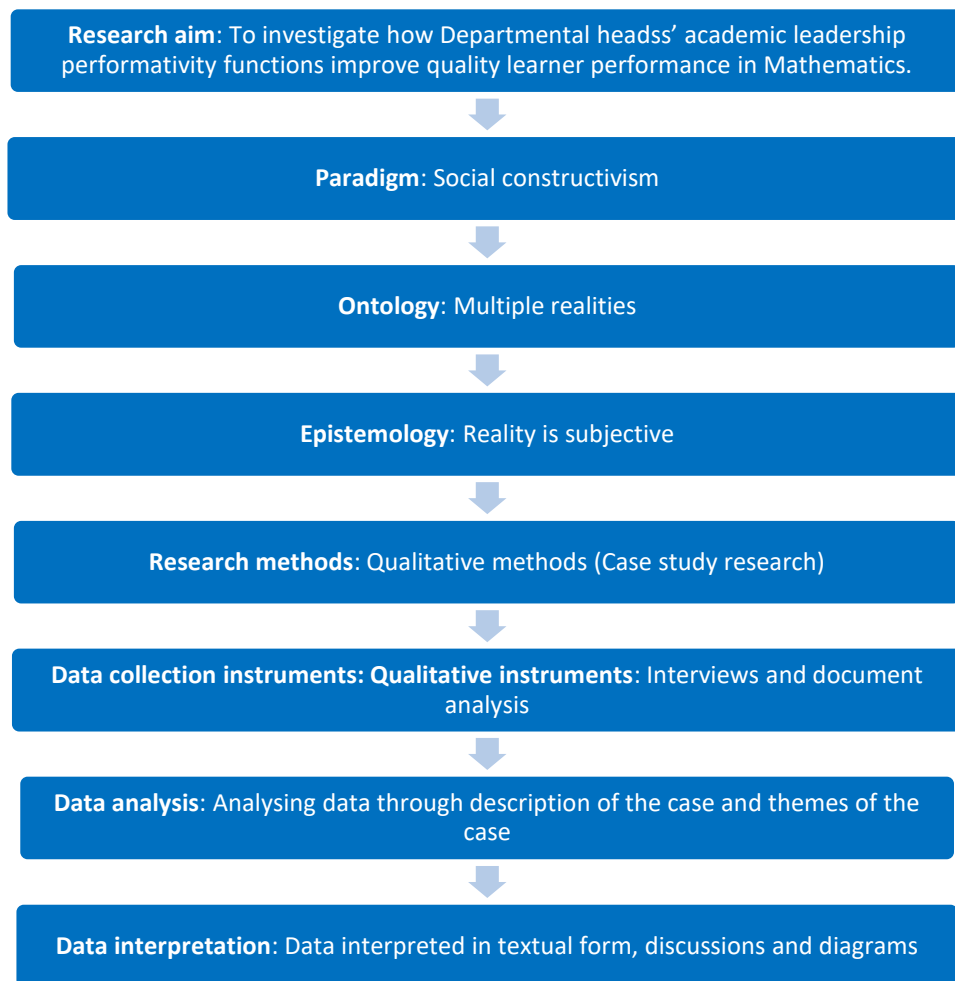 Research aim: To investigate how Departmental headss’ academic leadership
performativity functions improve quality learner performance in Mathematics.
Paradigm: Social constructivism
Ontology: Multiple realities
Epistemology: Reality is subjective
Research methods: Qualitative methods (Case study research)
Data collection instruments: Qualitative instruments: Interviews and document
analysis
Data analysis: Analysing data through description of the case and themes of the
case
Data interpretation: Data interpreted in textual form, discussions and diagrams